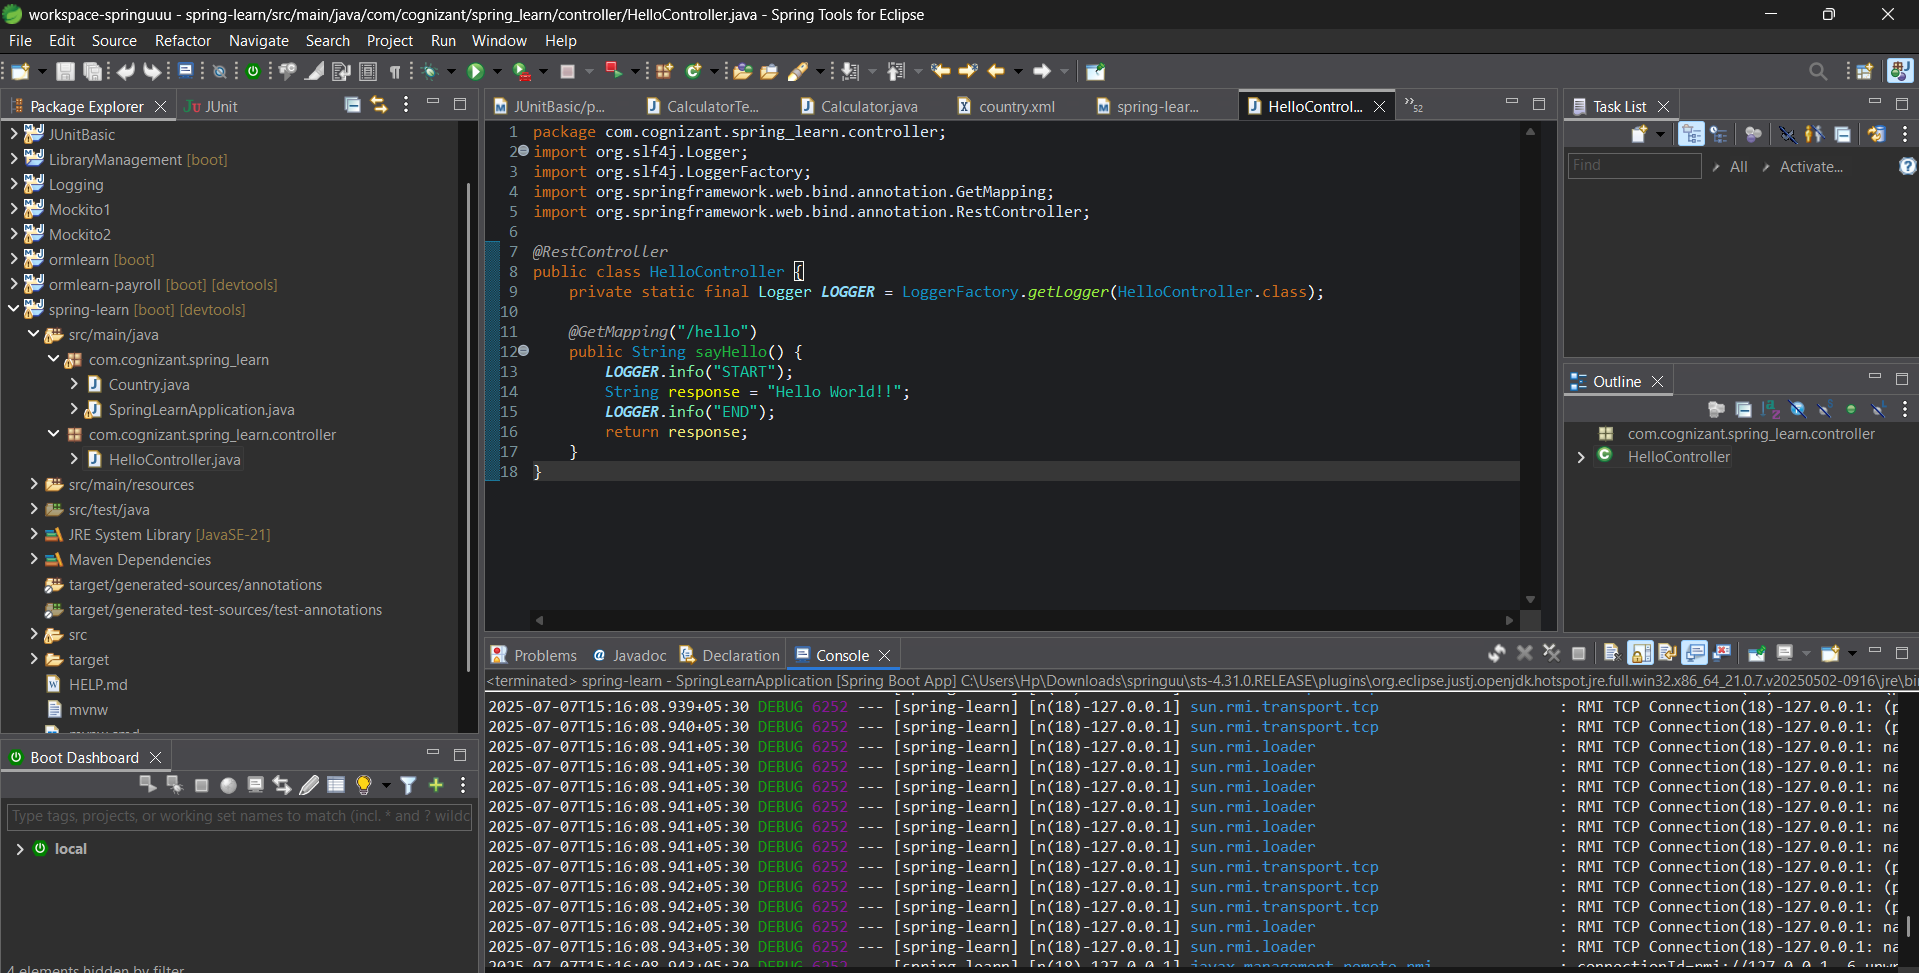 workspace-springuuu - spring-learn/src/main/java/com/cognizant/spring_learn/controller/HelloController.java - Spring Tools for Eclipse
File Edit Source Refactor Navigate Search Project Run Window Help
Package Explorer
JUnit
JUnitBasic
LibraryManagement [boot]
Logging
Mockito1
Mockito2
ormlearn [boot]
ormlearn-payroll [boot] [devtools]
spring-learn [boot] [devtools]
src/main/java
com.cognizant.spring_learn
Country.java
SpringLearnApplication.java
com.cognizant.spring_learn.controller
HelloController.java
src/main/resources
src/test/java
JRE System Library [JavaSE-21]
Maven Dependencies
target/generated-sources/annotations
target/generated-test-sources/test-annotations
src
target
HELP.md
mvnw
Boot Dashboard
Type tags, projects, or working set names to match (incl. * and ? wildc
local
4 elements hidden by filter
JUnitBasic/p... CalculatorTe... Calculator.java country.xml spring-lear... HelloControl... »52
1 package com.cognizant.spring_learn.controller;
2 import org.slf4j.Logger;
3 import org.slf4j.LoggerFactory;
4 import org.springframework.web.bind.annotation.GetMapping;
5 import org.springframework.web.bind.annotation.RestController;
6
7 @RestController
8 public class HelloController {
9 private static final Logger LOGGER = LoggerFactory.getLogger(HelloController.class);
10
11 @GetMapping("/hello")
12 public String sayHello() {
13 LOGGER.info("START");
14 String response = "Hello World!!";
15 LOGGER.info("END");
16 return response;
17 }
18 }
Task List
Find All Activate...
Outline
com.cognizant.spring_learn.controller
HelloController
Problems Javadoc Declaration Console
<terminated> spring-learn - SpringLearnApplication [Spring Boot App] C:\Users\Hp\Downloads\springuu\sts-4.31.0.RELEASE\plugins\org.eclipse.justj.openjdk.hotspot.jre.full.win32.x86_64_21.0.7.v20250502-0916\jre\bi
2025-07-07T15:16:08.939+05:30 DEBUG 6252 --- [spring-learn] [n(18)-127.0.0.1] sun.rmi.transport.tcp : RMI TCP Connection(18)-127.0.0.1: (p
2025-07-07T15:16:08.940+05:30 DEBUG 6252 --- [spring-learn] [n(18)-127.0.0.1] sun.rmi.transport.tcp : RMI TCP Connection(18)-127.0.0.1: (p
2025-07-07T15:16:08.941+05:30 DEBUG 6252 --- [spring-learn] [n(18)-127.0.0.1] sun.rmi.loader : RMI TCP Connection(18)-127.0.0.1: na
2025-07-07T15:16:08.941+05:30 DEBUG 6252 --- [spring-learn] [n(18)-127.0.0.1] sun.rmi.loader : RMI TCP Connection(18)-127.0.0.1: na
2025-07-07T15:16:08.941+05:30 DEBUG 6252 --- [spring-learn] [n(18)-127.0.0.1] sun.rmi.loader : RMI TCP Connection(18)-127.0.0.1: na
2025-07-07T15:16:08.941+05:30 DEBUG 6252 --- [spring-learn] [n(18)-127.0.0.1] sun.rmi.loader : RMI TCP Connection(18)-127.0.0.1: na
2025-07-07T15:16:08.941+05:30 DEBUG 6252 --- [spring-learn] [n(18)-127.0.0.1] sun.rmi.loader : RMI TCP Connection(18)-127.0.0.1: na
2025-07-07T15:16:08.941+05:30 DEBUG 6252 --- [spring-learn] [n(18)-127.0.0.1] sun.rmi.loader : RMI TCP Connection(18)-127.0.0.1: na
2025-07-07T15:16:08.941+05:30 DEBUG 6252 --- [spring-learn] [n(18)-127.0.0.1] sun.rmi.transport.tcp : RMI TCP Connection(18)-127.0.0.1: (p
2025-07-07T15:16:08.942+05:30 DEBUG 6252 --- [spring-learn] [n(18)-127.0.0.1] sun.rmi.transport.tcp : RMI TCP Connection(18)-127.0.0.1: (p
2025-07-07T15:16:08.942+05:30 DEBUG 6252 --- [spring-learn] [n(18)-127.0.0.1] sun.rmi.transport.tcp : RMI TCP Connection(18)-127.0.0.1: (p
2025-07-07T15:16:08.942+05:30 DEBUG 6252 --- [spring-learn] [n(18)-127.0.0.1] sun.rmi.loader : RMI TCP Connection(18)-127.0.0.1: na
2025-07-07T15:16:08.943+05:30 DEBUG 6252 --- [spring-learn] [n(18)-127.0.0.1] sun.rmi.loader : RMI TCP Connection(18)-127.0.0.1: na